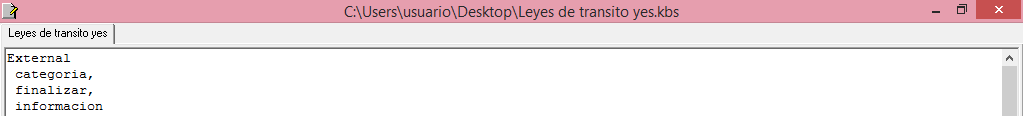 C:\Users\usuario\Desktop\Leyes de transito yes.kbs
Leyes de transito yes
External
categoria,
finalizar,
informacion